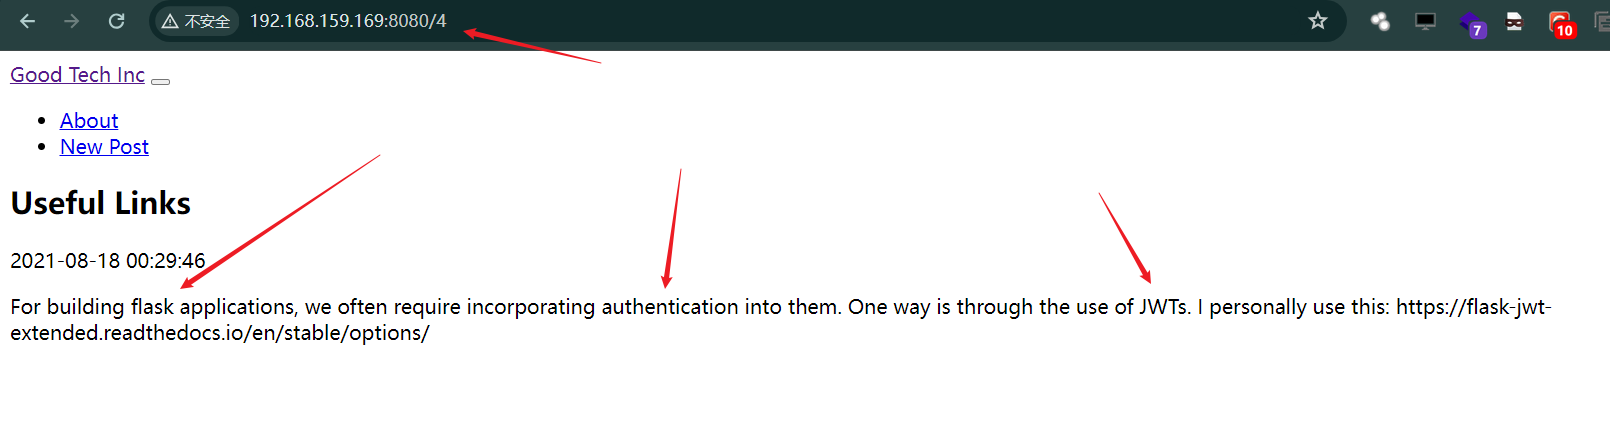 不安全 192.168.159.169:8080/4
7
10
Good Tech Inc
About
New Post
Useful Links
2021-08-18 00:29:46
For building flask applications, we often require incorporating authentication into them. One way is through the use of JWTs. I personally use this: https://flask-jwt-
extended.readthedocs.io/en/stable/options/